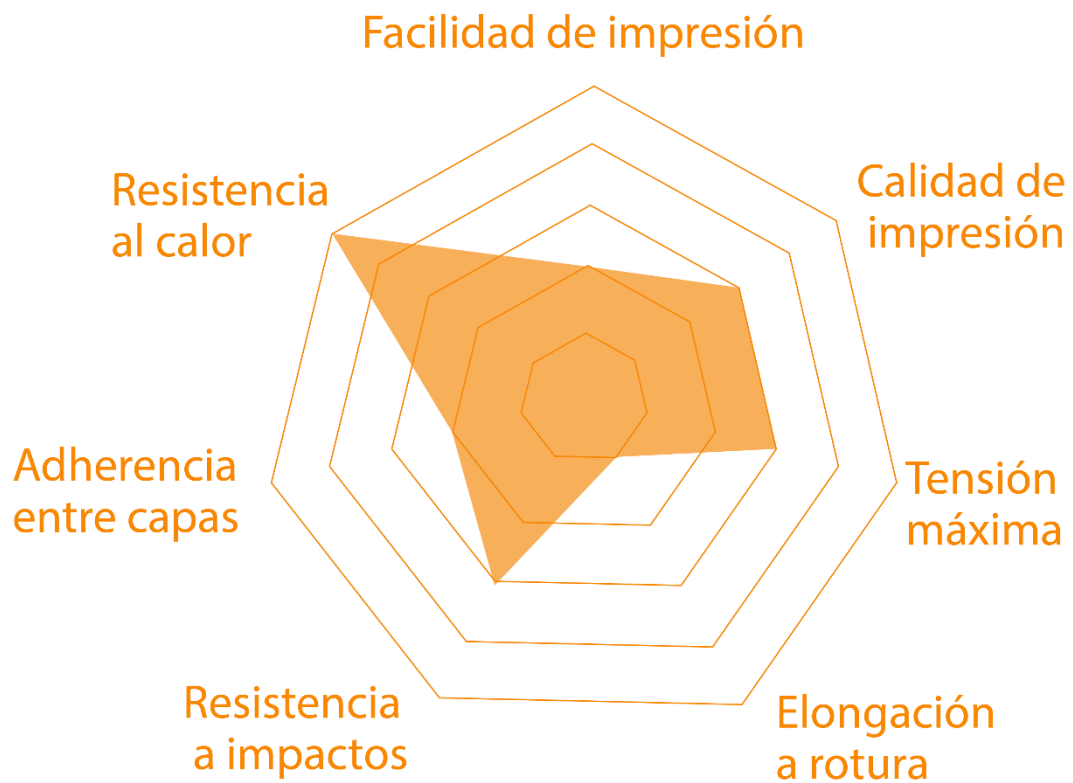 Facilidad de impresión
Calidad de
impresión
Tensión
máxima
Elongación
a rotura
Resistencia
a impactos
Adherencia
entre capas
Resistencia
al calor